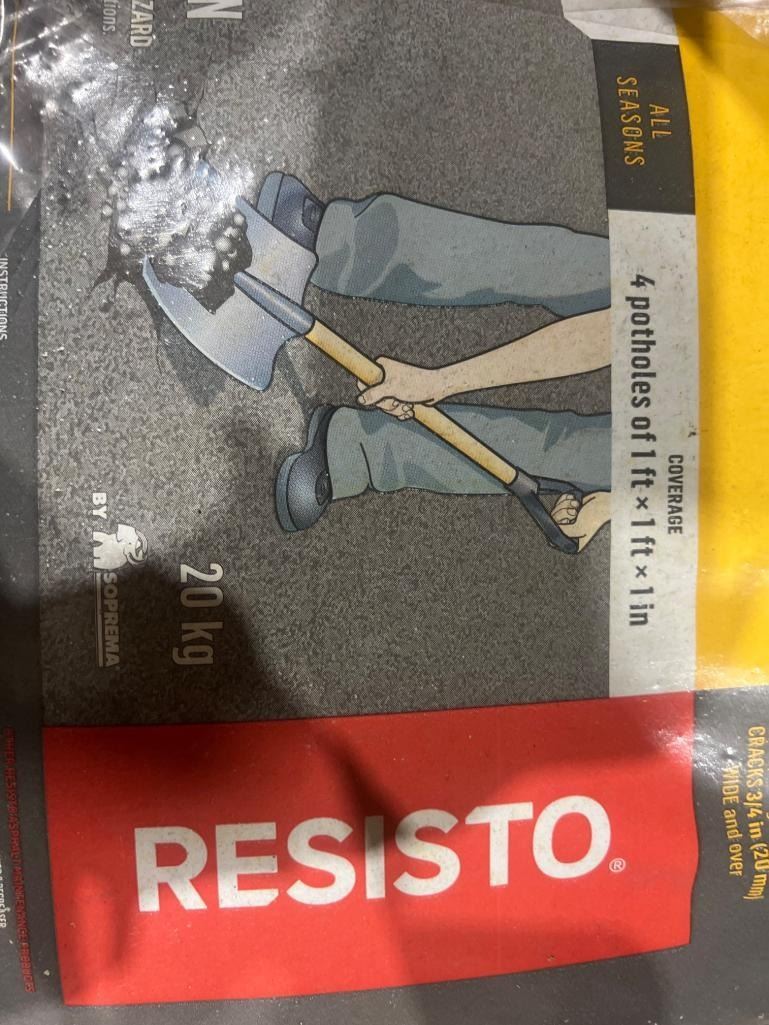 ALL
SEASONS
COVERAGE
4 potholes of 1 ft × 1 ft × 1 in
CRACKS 3/4 in (20 mm)
WIDE and over
20 kg
BY SOPREMA
RESISTO®
N
ZARD
tions
INSTRUCTIONS